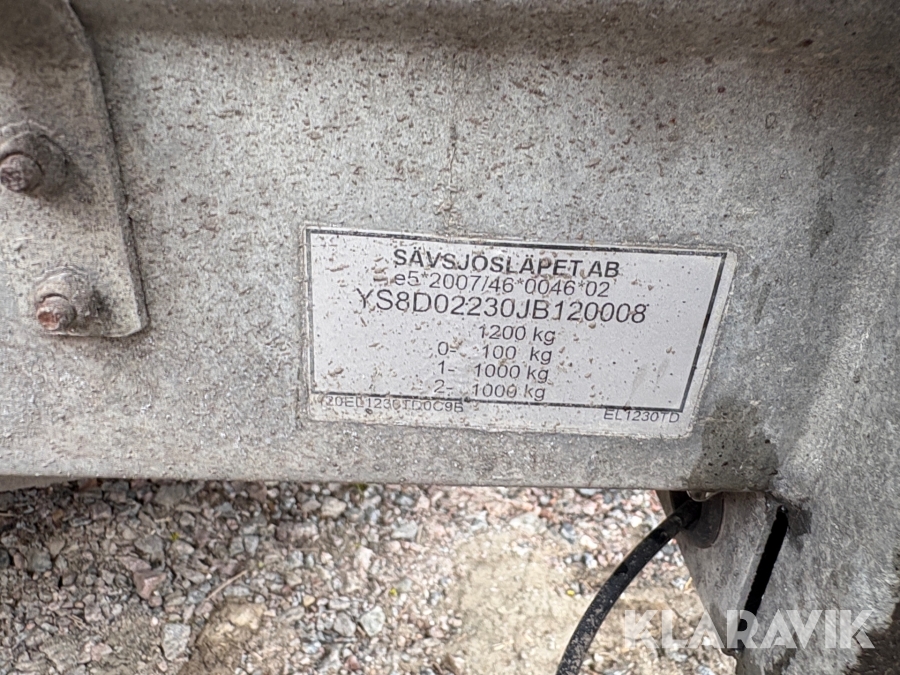 SÄVSJÖSLÄPET AB
e5*2007/46*0046*02
YS8D02230JB120008
1200 kg
0- 100 kg
1- 1000 kg
2- 1000 kg
EL1230TD
KLARAVIK